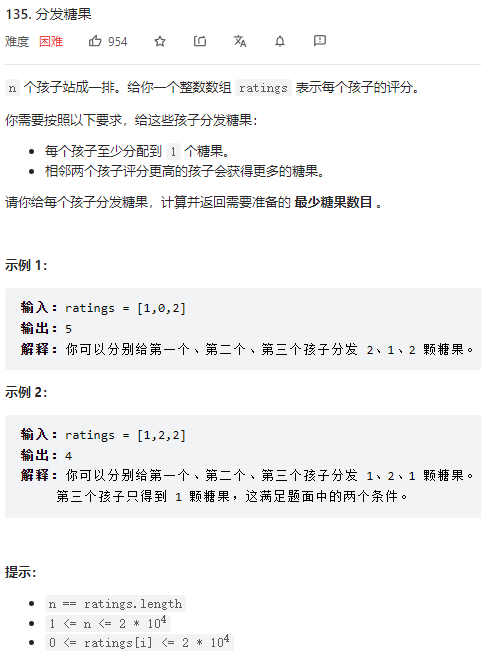 135. 分发糖果
难度 困难 954
n 个孩子站成一排。给你一个整数数组 ratings 表示每个孩子的评分。
你需要按照以下要求，给这些孩子分发糖果：
• 每个孩子至少分配到 1 个糖果。
• 相邻两个孩子评分更高的孩子会获得更多的糖果。
请你给每个孩子分发糖果，计算并返回需要准备的 最少糖果数目 。
示例 1：
输入：ratings = [1,0,2]
输出：5
解释：你可以分别给第一个、第二个、第三个孩子分发 2、1、2 颗糖果。
示例 2：
输入：ratings = [1,2,2]
输出：4
解释：你可以分别给第一个、第二个、第三个孩子分发 1、2、1 颗糖果。
第三个孩子只得到 1 颗糖果，这满足题面中的两个条件。
提示：
• n == ratings.length
• 1 <= n <= 2 * 10⁴
• 0 <= ratings[i] <= 2 * 10⁴